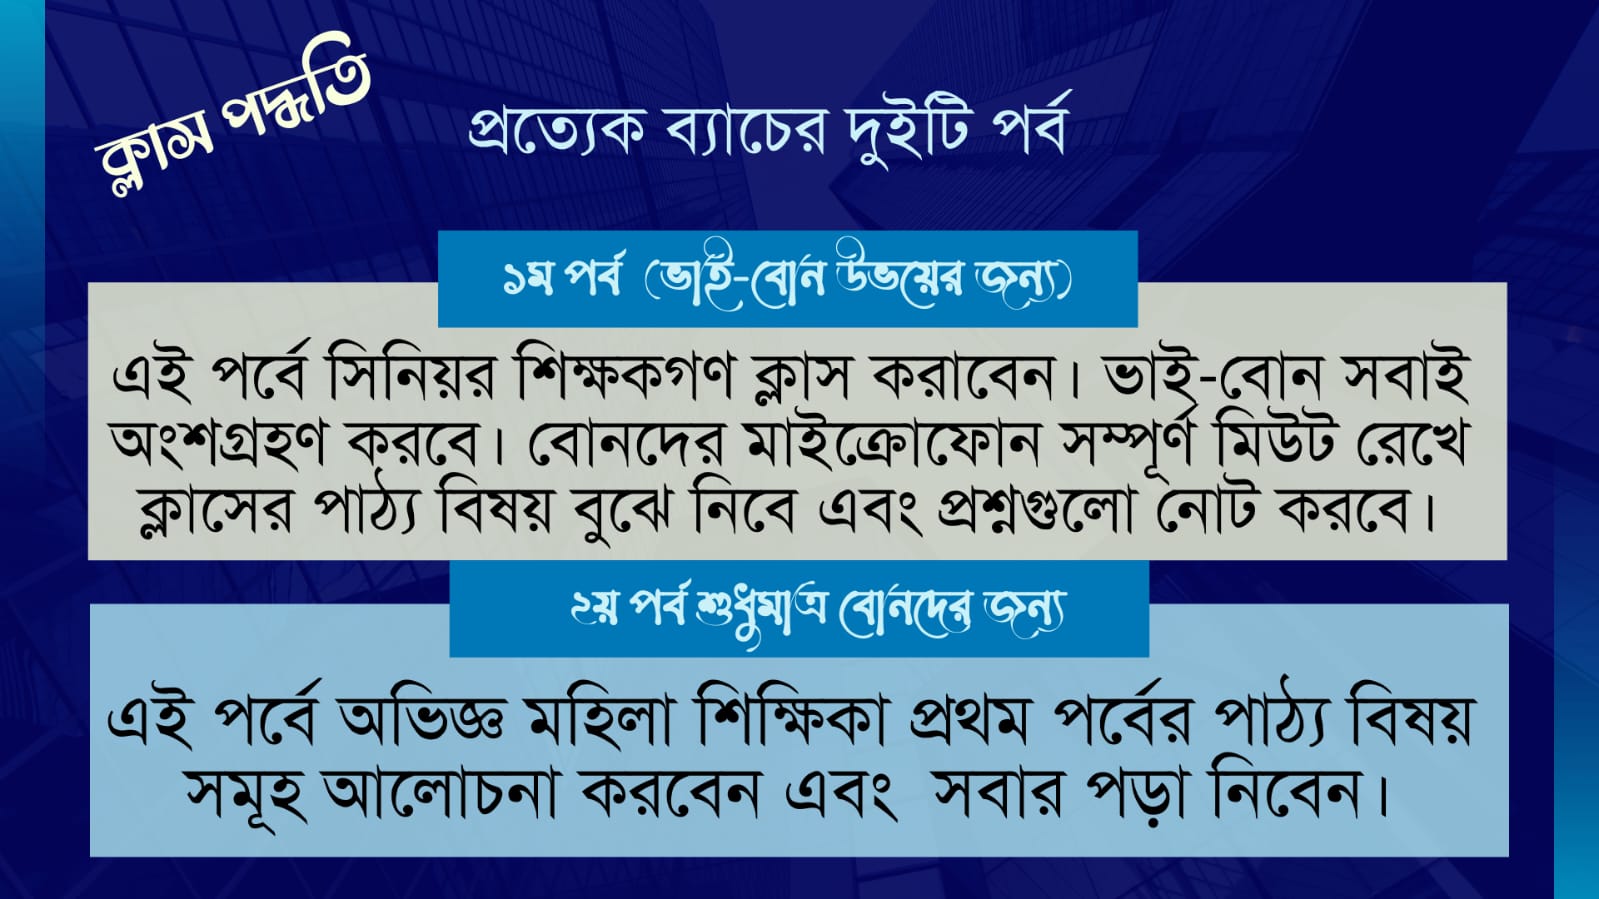 ক্লাস পদ্ধতি
প্রত্যেক ব্যাচের দুইটি পর্ব
১ম পর্ব (ভাই-বোন উভয়ের জন্য)
এই পর্বে সিনিয়র শিক্ষকগণ ক্লাস করাবেন। ভাই-বোন সবাই
অংশগ্রহণ করবে। বোনদের মাইক্রোফোন সম্পূর্ণ মিউট রেখে
ক্লাসের পাঠ্য বিষয় বুঝে নিবে এবং প্রশ্নগুলো নোট করবে।
২য় পর্ব শুধুমাত্র বোনদের জন্য
এই পর্বে অভিজ্ঞ মহিলা শিক্ষিকা প্রথম পর্বের পাঠ্য বিষয়
সমূহ আলোচনা করবেন এবং সবার পড়া নিবেন।